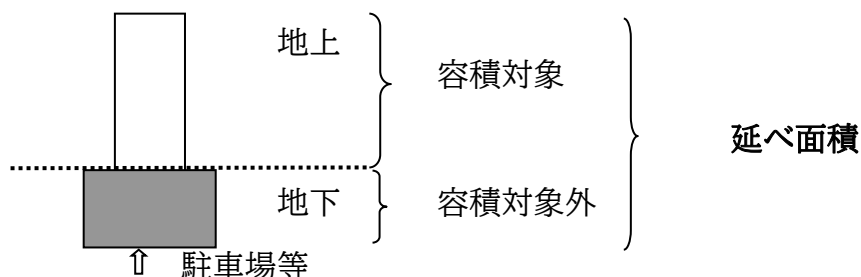 地上
容積対象
延べ面積
地下
容積対象外
⇧ 駐車場等